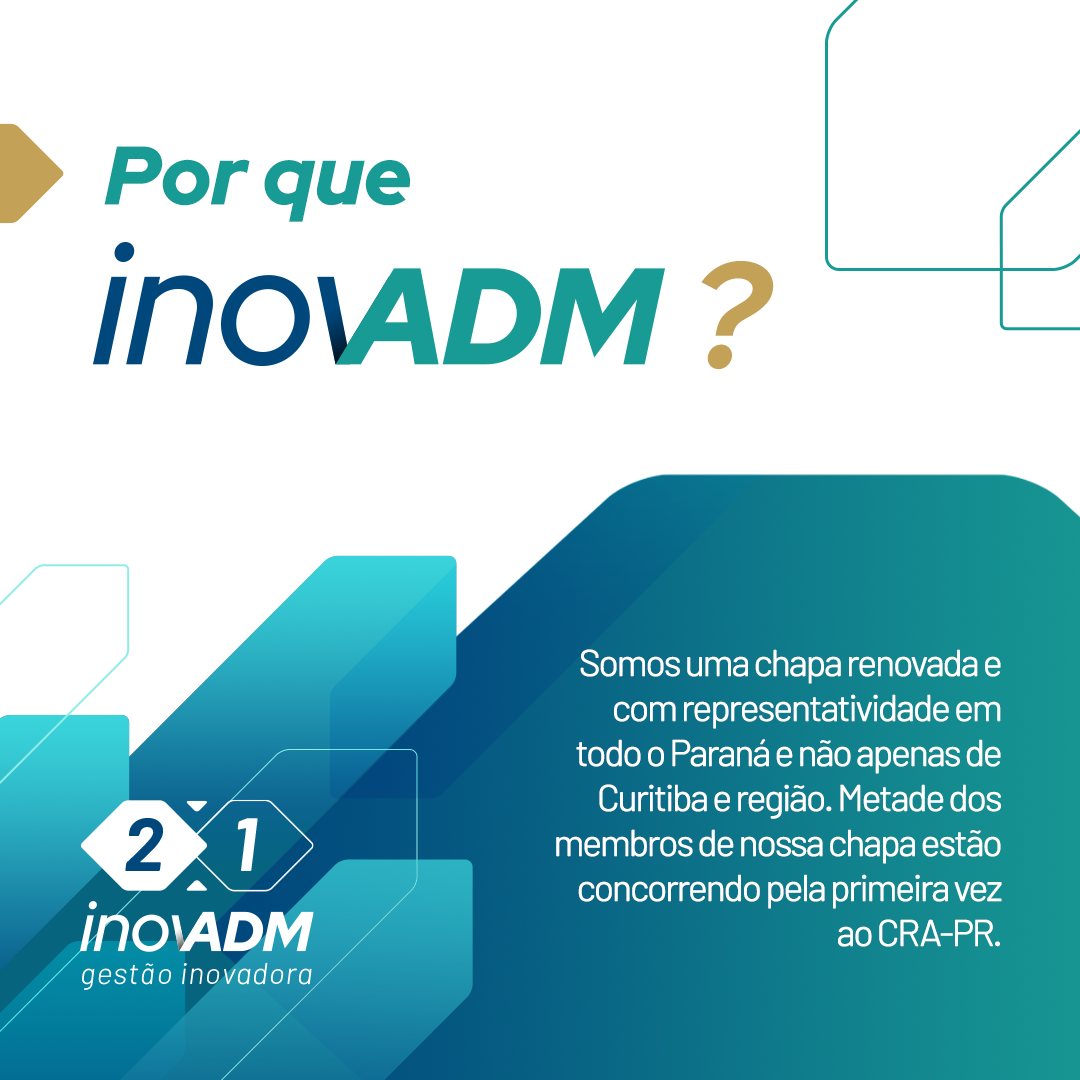 Por que
inovADM ?
Somos uma chapa renovada e
com representatividade em
todo o Paraná e não apenas de
Curitiba e região. Metade dos
membros de nossa chapa estão
concorrendo pela primeira vez
ao CRA-PR.
2 1
inovADM
gestão inovadora